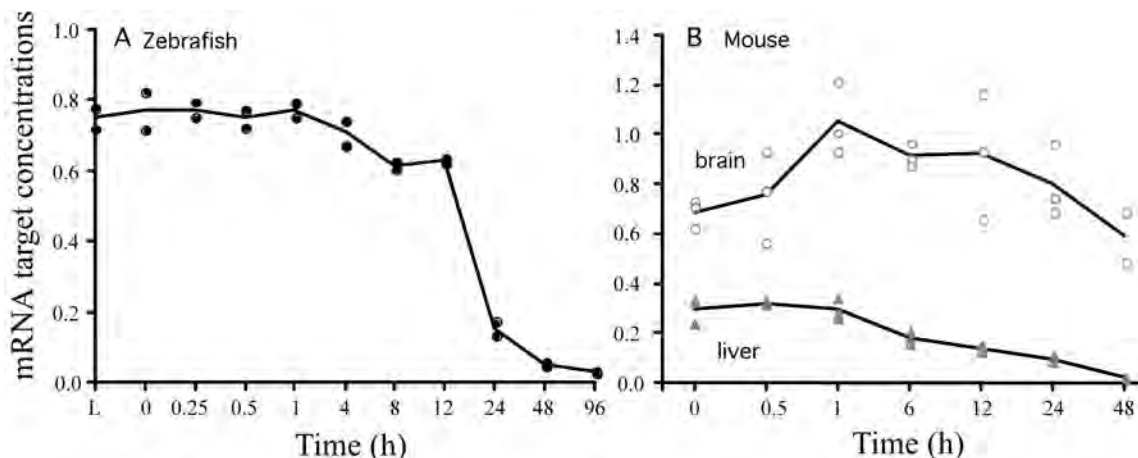 A Zebrafish
B Mouse
mRNA target concentrations
1.0
0.8
0.6
0.4
0.2
0.0
L 0 0.25 0.5 1 4 8 12 24 48 96
Time (h)
1.4
1.2
1.0
0.8
0.6
0.4
0.2
0.0
brain
liver
0 0.5 1 6 12 24 48
Time (h)